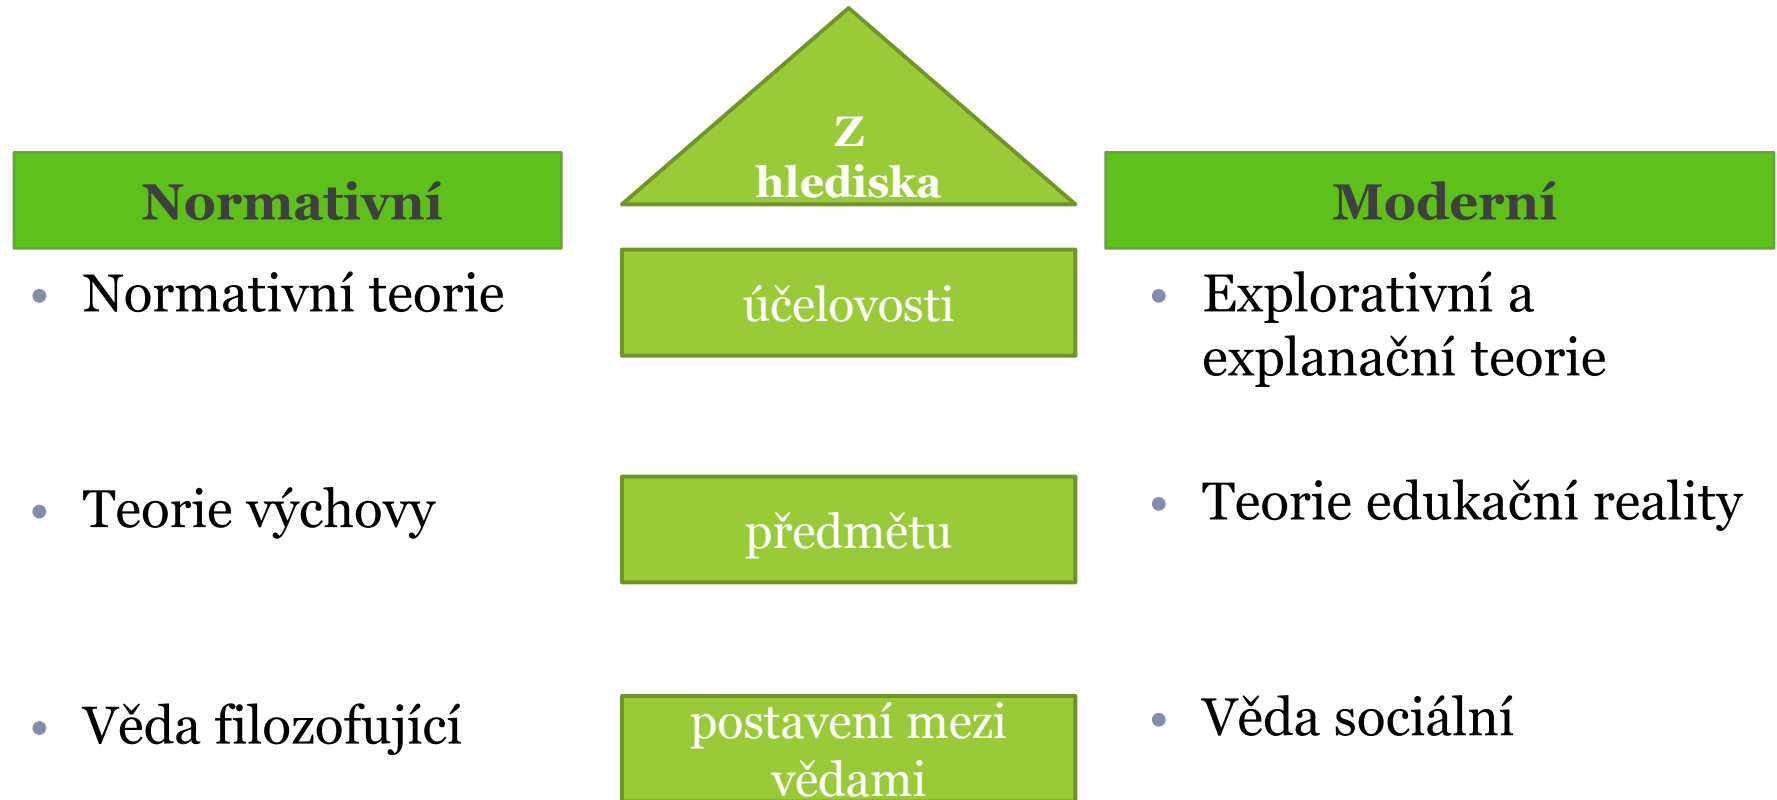 Z
hlediska
Normativní
Moderní
Normativní teorie
účelovosti
Explorativní a
explanační teorie
Teorie výchovy
předmětu
Teorie edukační reality
Věda filozofující
postavení mezi
vědami
Věda sociální